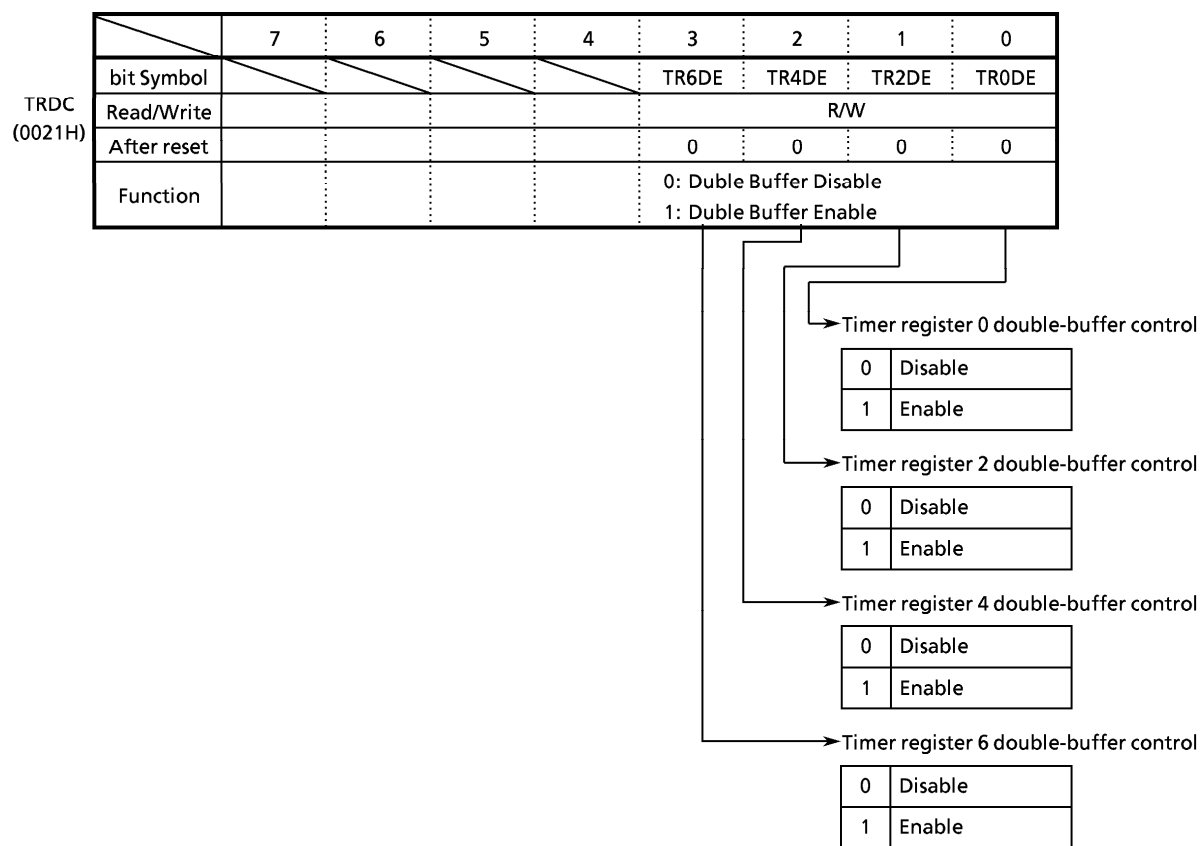 7 6 5 4 3 2 1 0
bit Symbol TR6DE TR4DE TR2DE TR0DE
TRDC
(0021H)
Read/Write R/W
After reset 0 0 0 0
Function 0: Duble Buffer Disable
1: Duble Buffer Enable
Timer register 0 double-buffer control
0 Disable
1 Enable
Timer register 2 double-buffer control
0 Disable
1 Enable
Timer register 4 double-buffer control
0 Disable
1 Enable
Timer register 6 double-buffer control
0 Disable
1 Enable